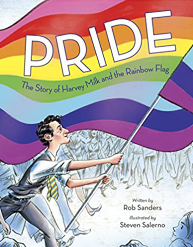 PRIDE
The Story of Harvey Milk and the Rainbow Flag
Written by
Rob Sanders
Illustrated by
Steven Salerno